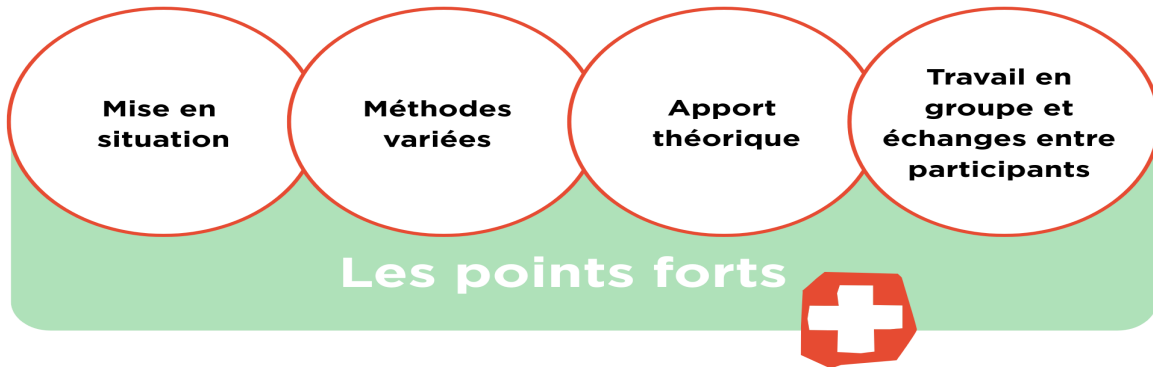 Mise en
situation
Méthodes
variées
Apport
théorique
Travail en
groupe et
échanges entre
participants
Les points forts